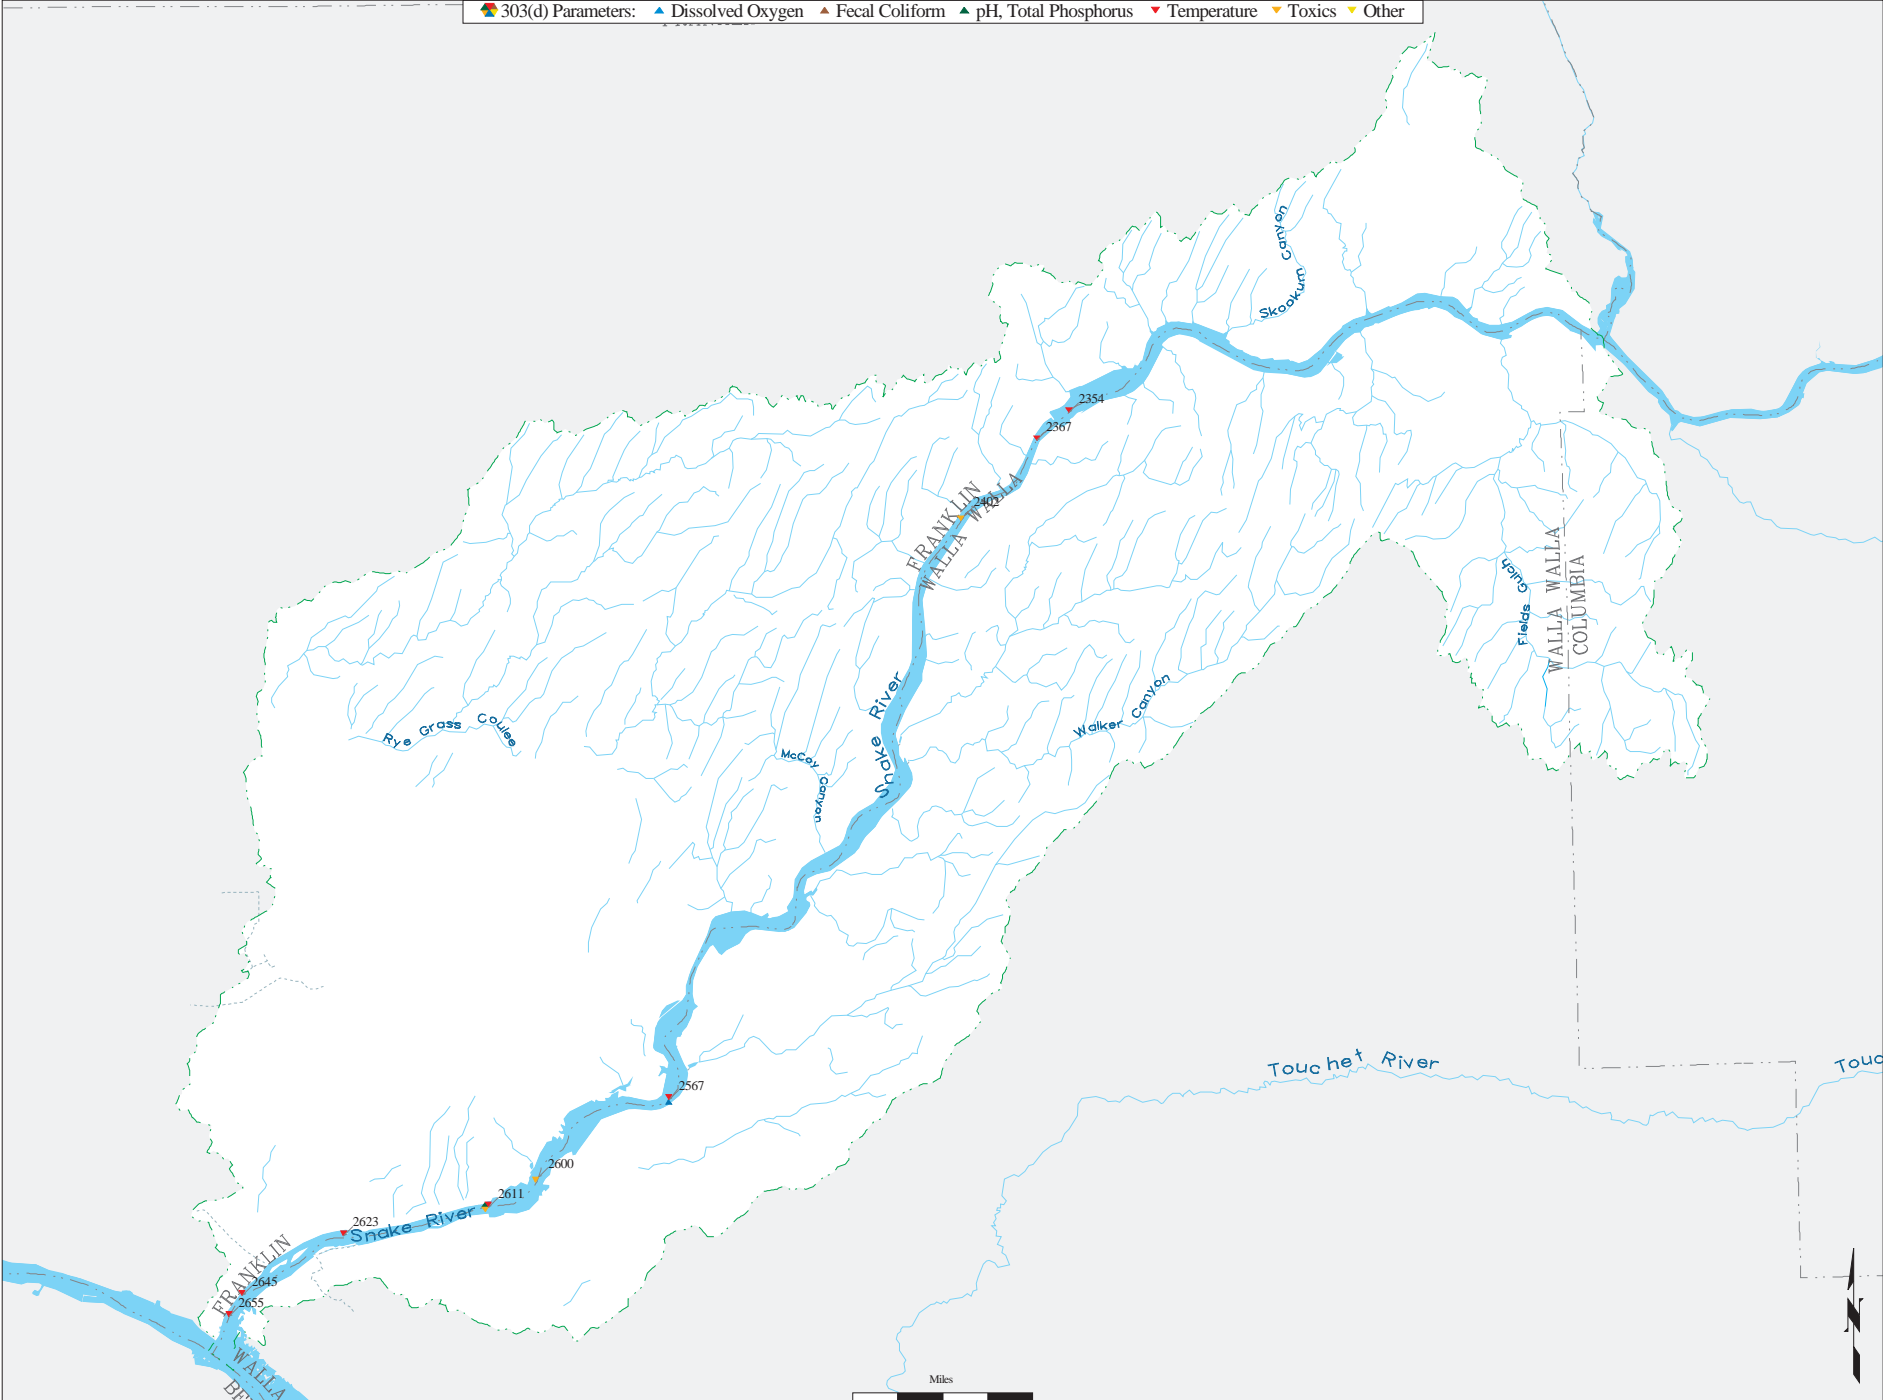 303(d) Parameters: Dissolved Oxygen Fecal Coliform pH, Total Phosphorus Temperature Toxics Other
Skookum Canyon
2354
2367
FRANKLIN
2402
WALLA WALLA
WALLA WALLA
COLUMBIA
Fields Gulch
Snake River
Walker Canyon
Rye Grass Coulee
McCoy Canyon
Touchet River
Touc
2567
2600
2611
2623
Snake River
FRANKLIN
2645
2655
WALLA
N
Miles